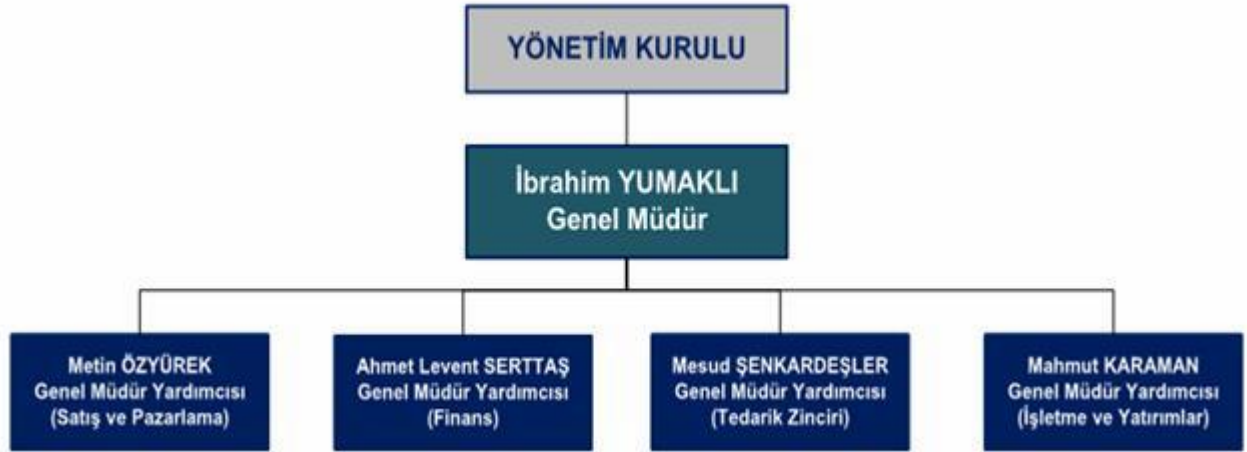 YÖNETİM KURULU
İbrahim YUMAKLI
Genel Müdür
Metin ÖZYÜREK
Genel Müdür Yardımcısı
(Satış ve Pazarlama)
Ahmet Levent SERTTAŞ
Genel Müdür Yardımcısı
(Finans)
Mesud ŞENKARDEŞLER
Genel Müdür Yardımcısı
(Tedarik Zinciri)
Mahmut KARAMAN
Genel Müdür Yardımcısı
(İşletme ve Yatırımlar)